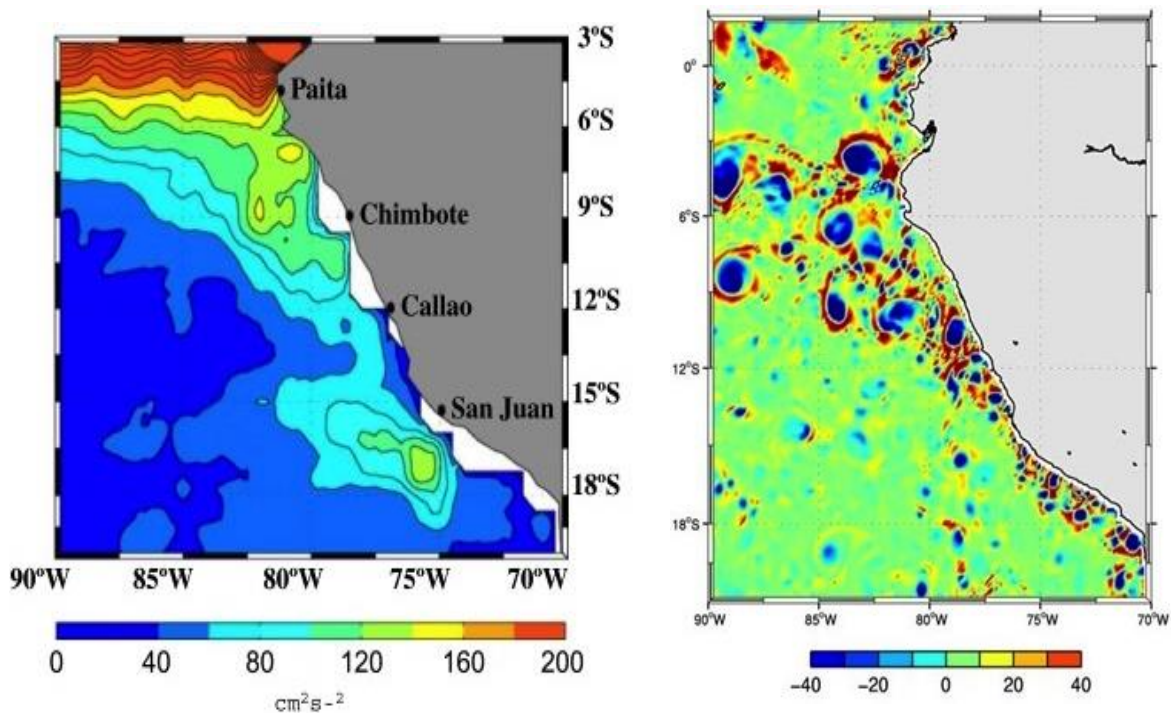 3ºS
Paita
6ºS
Chimbote
9ºS
Callao
12ºS
San Juan
15ºS
18ºS
90ºW 85ºW 80ºW 75ºW 70ºW
0 40 80 120 160 200
cm²s-²
0°
6°S
12°S
18°S
90°W 85°W 80°W 75°W 70°W
−40 −20 0 20 40